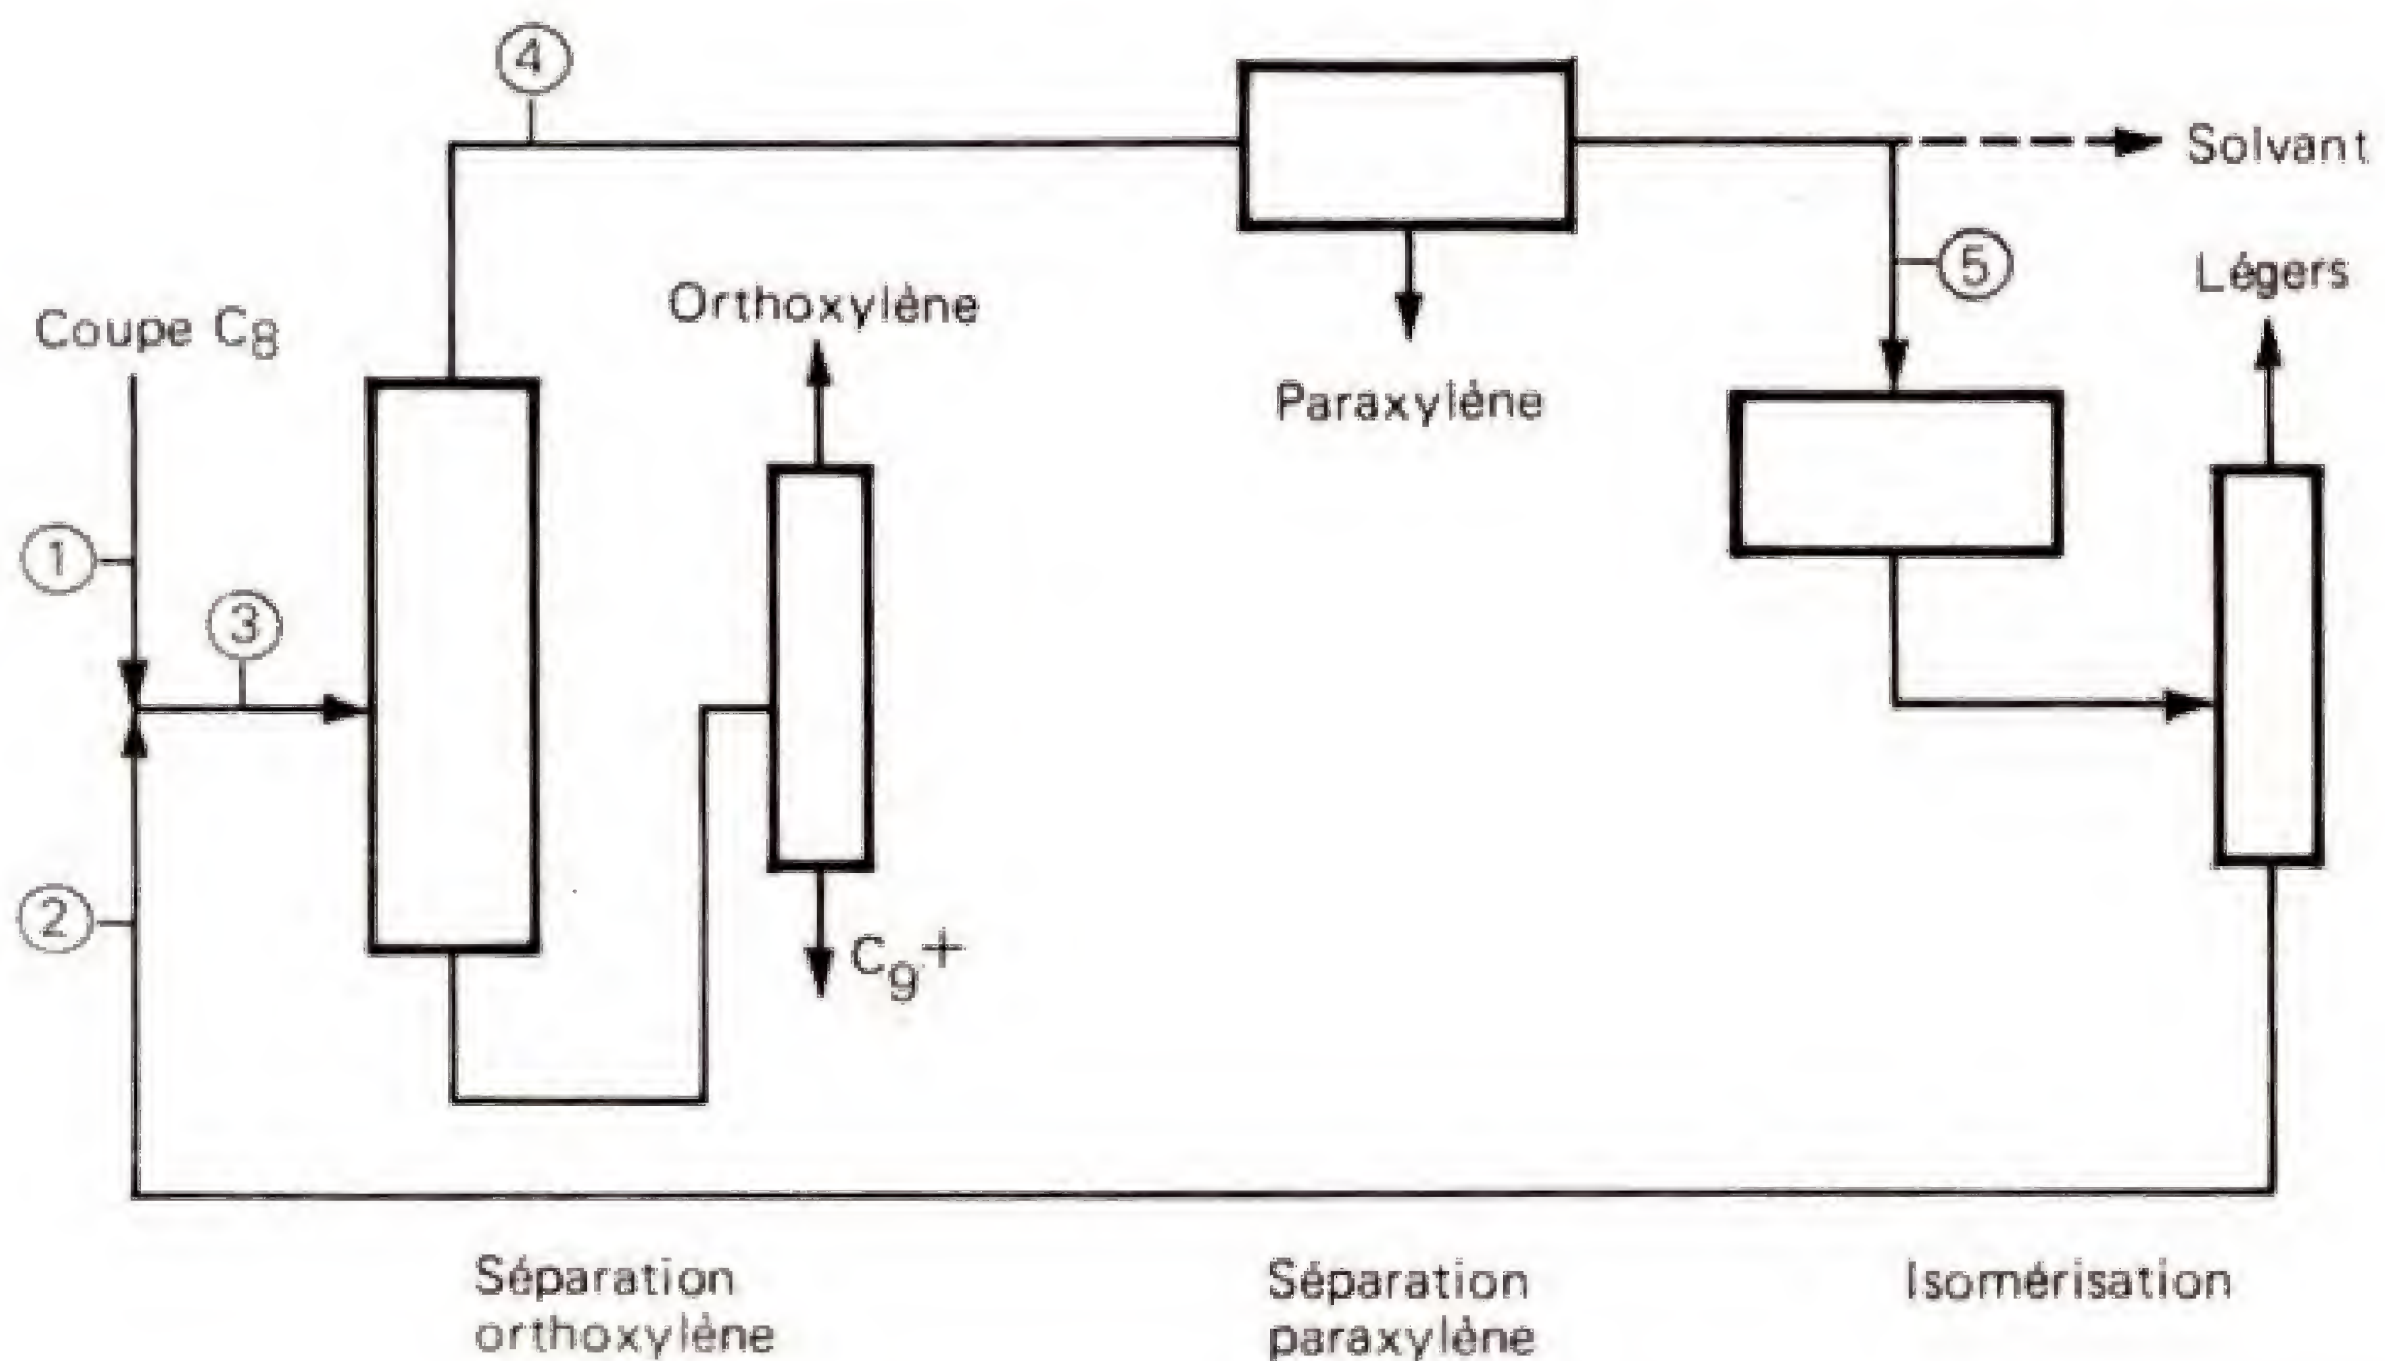 ④
Solvant
⑤
Légers
Orthoxylène
Coupe C₈
Paraxylène
①
③
②
C₉+
Séparation
orthoxylène
Séparation
paraxylène
Isomérisation